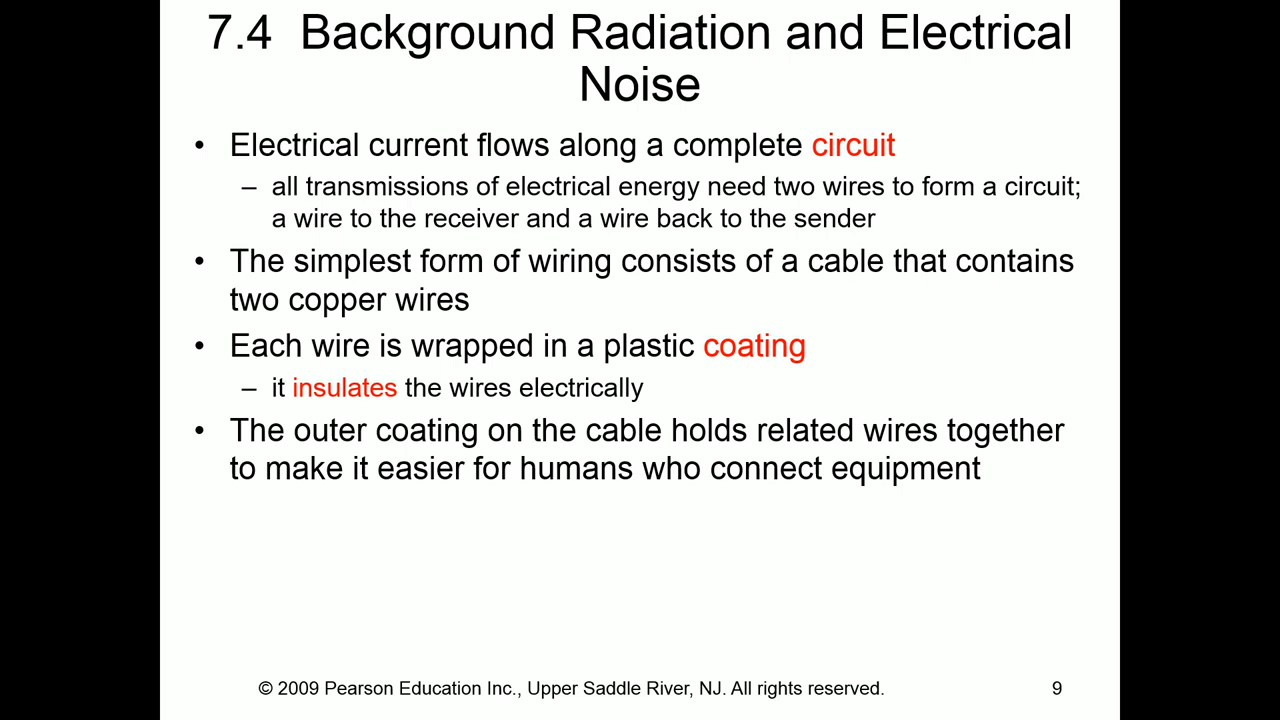 7.4 Background Radiation and Electrical
Noise
• Electrical current flows along a complete circuit
– all transmissions of electrical energy need two wires to form a circuit;
a wire to the receiver and a wire back to the sender
• The simplest form of wiring consists of a cable that contains
two copper wires
• Each wire is wrapped in a plastic coating
– it insulates the wires electrically
• The outer coating on the cable holds related wires together
to make it easier for humans who connect equipment
© 2009 Pearson Education Inc., Upper Saddle River, NJ. All rights reserved. 9